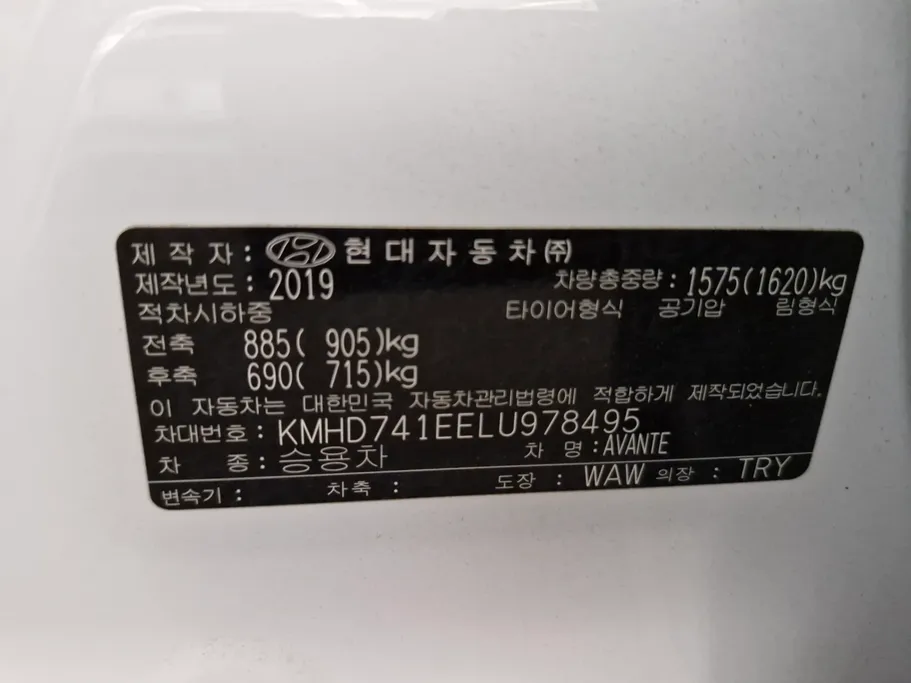 제 작 자 : 현 대 자 동 차 ㈜
제작년도 : 2019 차량총중량 : 1575(1620)kg
적차시하중 타이어형식 공기압 림형식
전축 885( 905)kg
후축 690( 715)kg
이 자동차는 대한민국 자동차관리법령에 적합하게 제작되었습니다.
차대번호 : KMHD741EELU978495
차 종 : 승용차 차 명 : AVANTE
변속기 : 차축 : 도장 : WAW 의장 : TRY